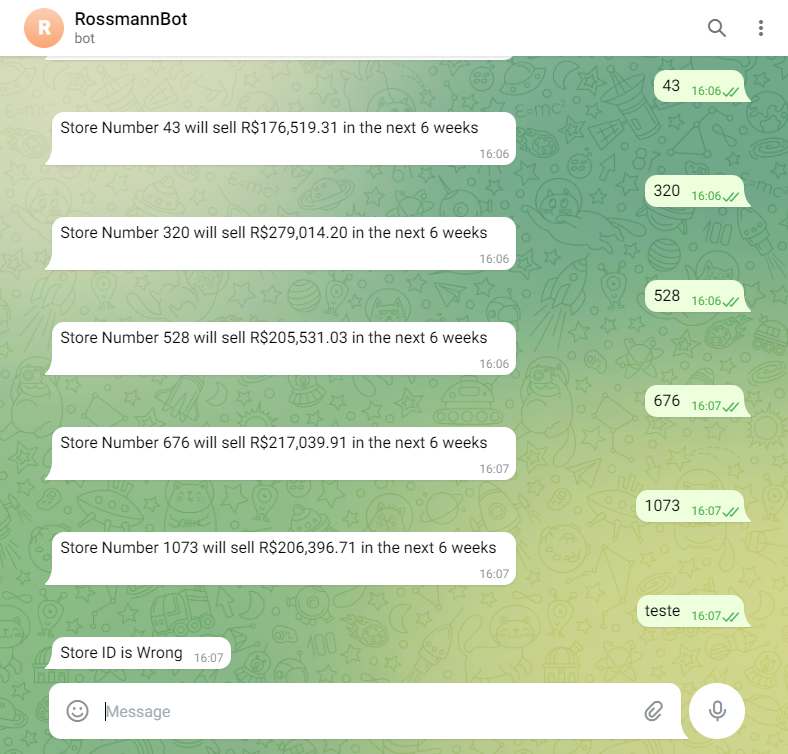 R
RossmannBot
bot
43 16:06
Store Number 43 will sell R$176,519.31 in the next 6 weeks
16:06
320 16:06
Store Number 320 will sell R$279,014.20 in the next 6 weeks
16:06
528 16:06
Store Number 528 will sell R$205,531.03 in the next 6 weeks
16:06
676 16:07
Store Number 676 will sell R$217,039.91 in the next 6 weeks
16:07
1073 16:07
Store Number 1073 will sell R$206,396.71 in the next 6 weeks
16:07
teste 16:07
Store ID is Wrong 16:07
Message